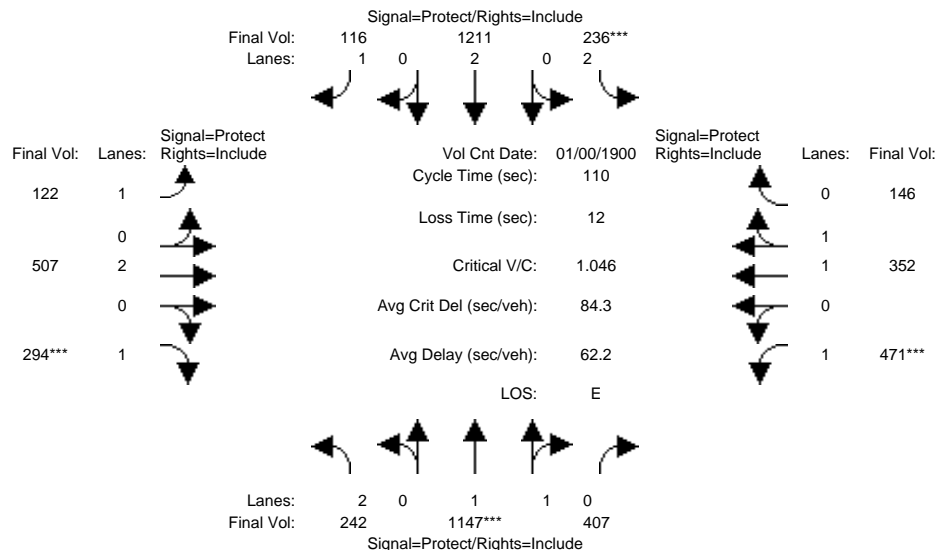 Signal=Protect/Rights=Include
Final Vol: 116 1211 236***
Lanes: 1 0 2 0 2
Signal=Protect
Final Vol: Lanes: Rights=Include
Vol Cnt Date: 01/00/1900
Signal=Protect
Rights=Include Lanes: Final Vol:
Cycle Time (sec): 110
122 1
0 146
Loss Time (sec): 12
0
1
507 2
Critical V/C: 1.046
1 352
0
Avg Crit Del (sec/veh): 84.3
0
294*** 1
Avg Delay (sec/veh): 62.2
1 471***
LOS: E
Lanes: 2 0 1 1 0
Final Vol: 242 1147*** 407
Signal=Protect/Rights=Include